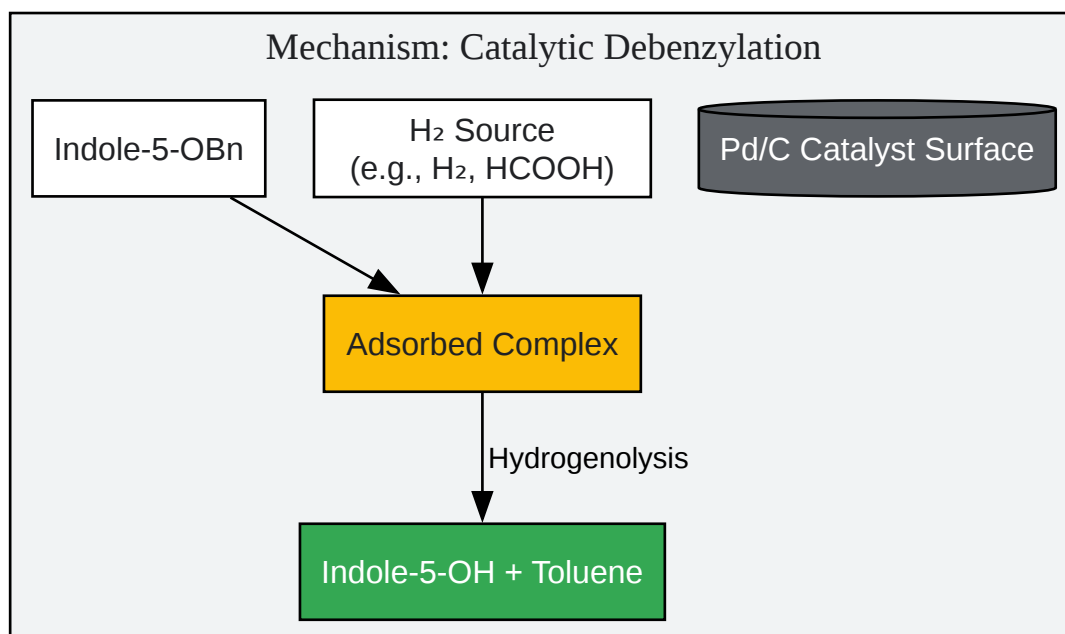 Mechanism: Catalytic Debenzylation
Indole-5-OBn
H₂ Source
(e.g., H₂, HCOOH)
Pd/C Catalyst Surface
Adsorbed Complex
Hydrogenolysis
Indole-5-OH + Toluene